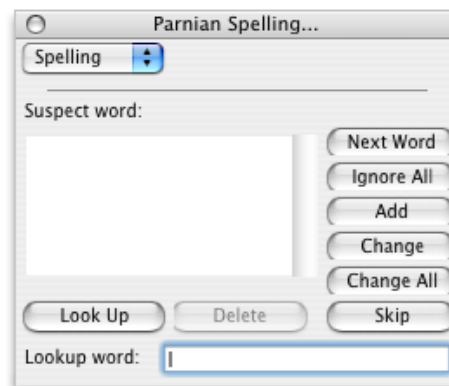 Parnian Spelling...
Spelling
Suspect word:
Next Word
Ignore All
Add
Change
Change All
Look Up Delete Skip
Lookup word: